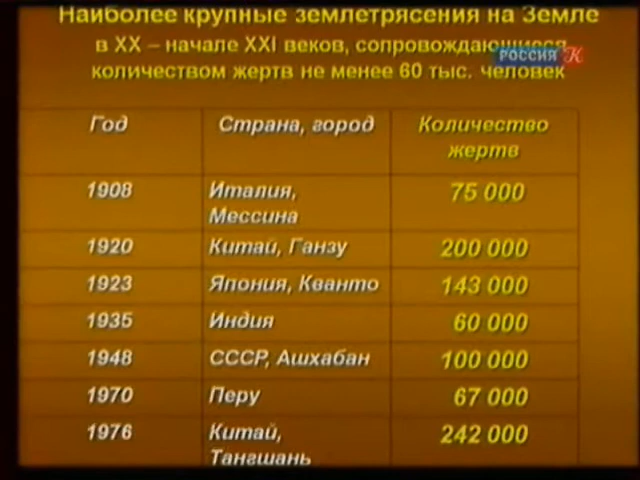 Наиболее крупные землетрясения на Земле
в XX – начале XXI веков, сопровождающиеся
РОССИЯ К
количеством жертв не менее 60 тыс. человек
Год Страна, город Количество
жертв
1908 Италия, 75 000
Мессина
1920 Китай, Ганзу 200 000
1923 Япония, Кванто 143 000
1935 Индия 60 000
1948 СССР, Ашхабан 100 000
1970 Перу 67 000
1976 Китай, 242 000
Тангшань